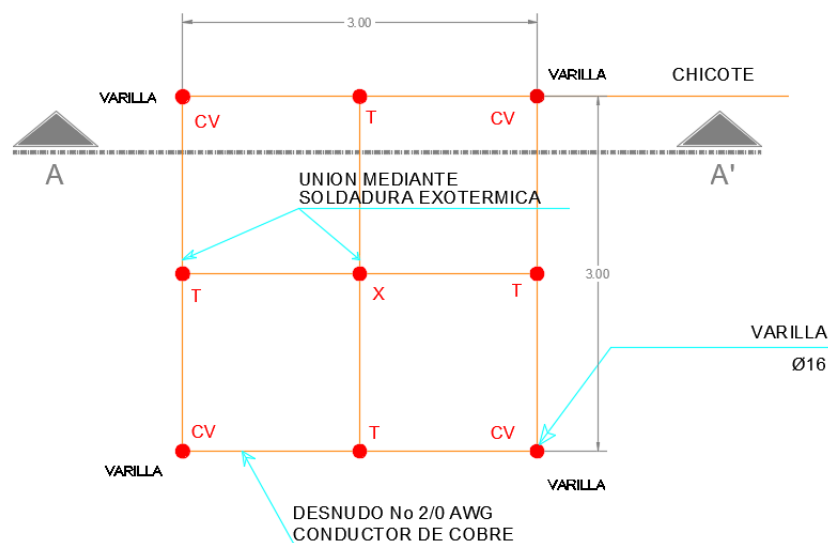 3.00
VARILLA
VARILLA
CHICOTE
CV
T
CV
A
A'
UNION MEDIANTE
SOLDADURA EXOTERMICA
T
X
T
3.00
VARILLA
Ø16
CV
T
CV
VARILLA
VARILLA
DESNUDO No 2/0 AWG
CONDUCTOR DE COBRE